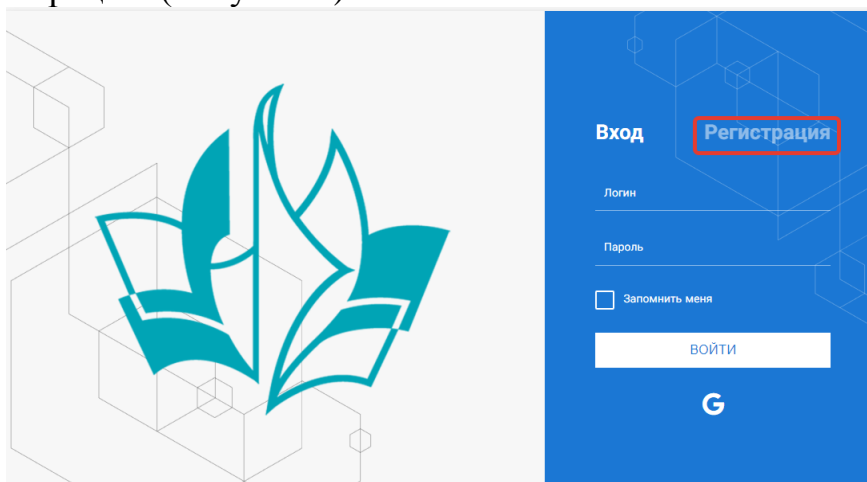 Вход Регистрация
Логин
Пароль
Запомнить меня
ВОЙТИ
G